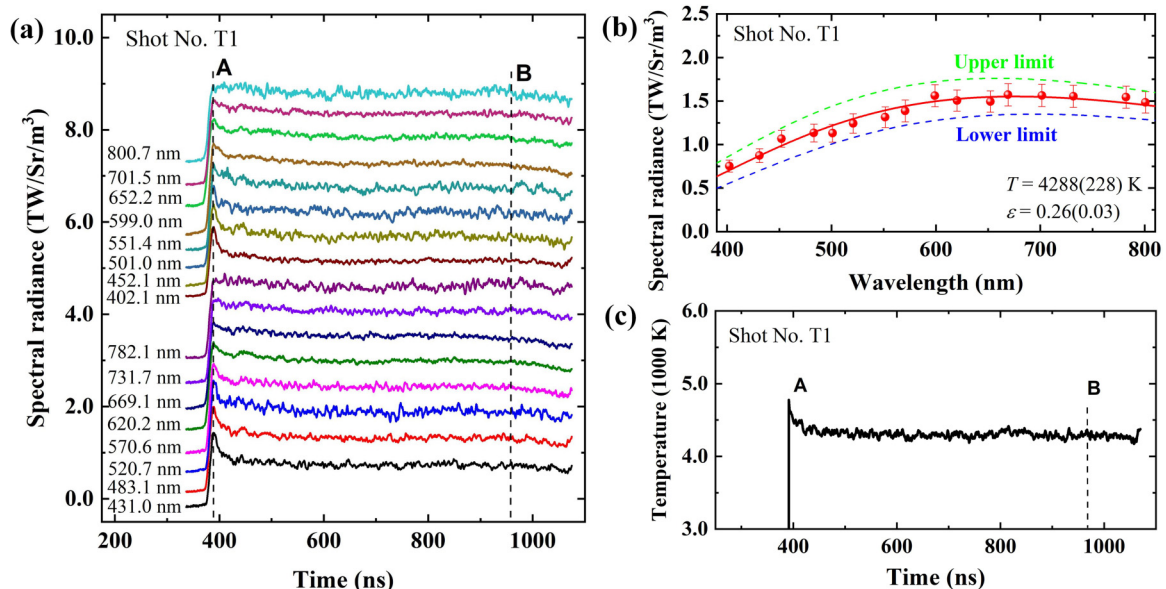 (a)
Shot No. T1
A
B
10.0
8.0
6.0
4.0
2.0
0.0
800.7 nm
701.5 nm
652.2 nm
599.0 nm
551.4 nm
501.0 nm
452.1 nm
402.1 nm
782.1 nm
731.7 nm
669.1 nm
620.2 nm
570.6 nm
520.7 nm
483.1 nm
431.0 nm
Spectral radiance (TW/Sr/m³)
200
400
600
800
1000
Time (ns)
(b)
Shot No. T1
Upper limit
Lower limit
T = 4288(228) K
ε = 0.26(0.03)
2.5
2.0
1.5
1.0
0.5
0.0
Spectral radiance (TW/Sr/m³)
400
500
600
700
800
Wavelength (nm)
(c)
Shot No. T1
A
B
6.0
5.0
4.0
3.0
Temperature (1000 K)
400
600
800
1000
Time (ns)